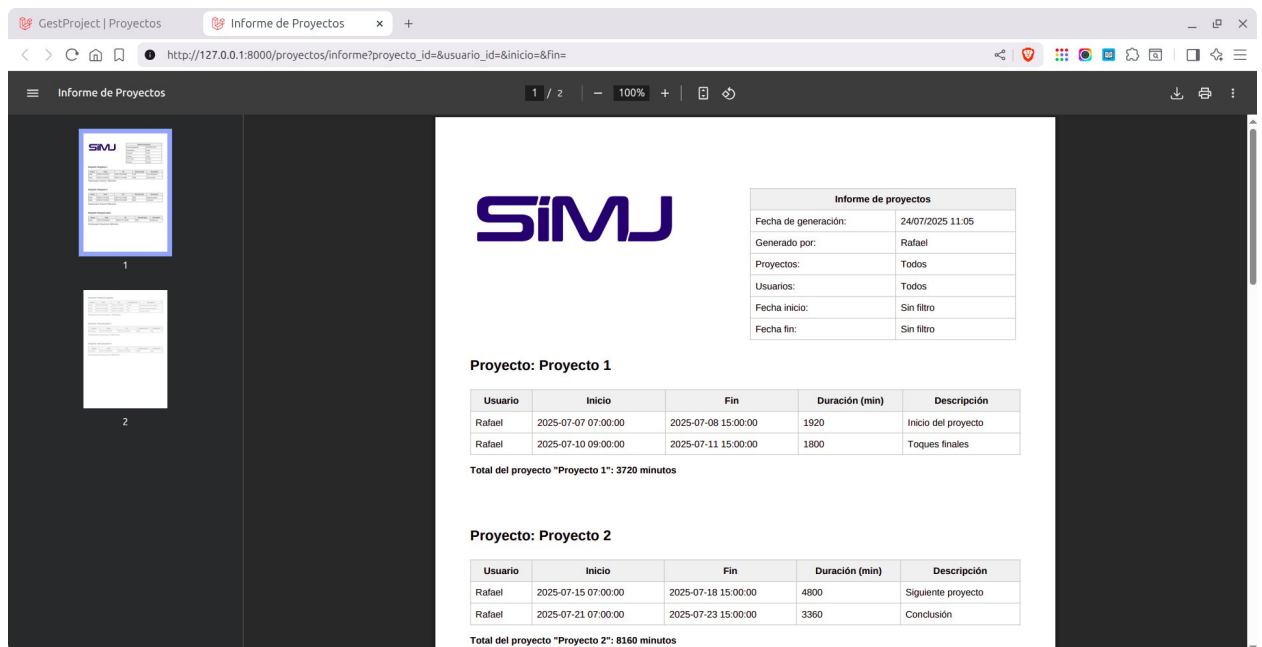 GestProject | Proyectos
Informe de Proyectos
http://127.0.0.1:8000/proyectos/informe?proyecto_id=&usuario_id=&inicio=&fin=
Informe de Proyectos
1 / 2
100%
1
2
SiMJ
Informe de proyectos
Fecha de generación: 24/07/2025 11:05
Generado por: Rafael
Proyectos: Todos
Usuarios: Todos
Fecha inicio: Sin filtro
Fecha fin: Sin filtro
Proyecto: Proyecto 1
Usuario Inicio Fin Duración (min) Descripción
Rafael 2025-07-07 07:00:00 2025-07-08 15:00:00 1920 Inicio del proyecto
Rafael 2025-07-10 09:00:00 2025-07-11 15:00:00 1800 Toques finales
Total del proyecto "Proyecto 1": 3720 minutos
Proyecto: Proyecto 2
Usuario Inicio Fin Duración (min) Descripción
Rafael 2025-07-15 07:00:00 2025-07-18 15:00:00 4800 Siguiente proyecto
Rafael 2025-07-21 07:00:00 2025-07-23 15:00:00 3360 Conclusión
Total del proyecto "Proyecto 2": 8160 minutos